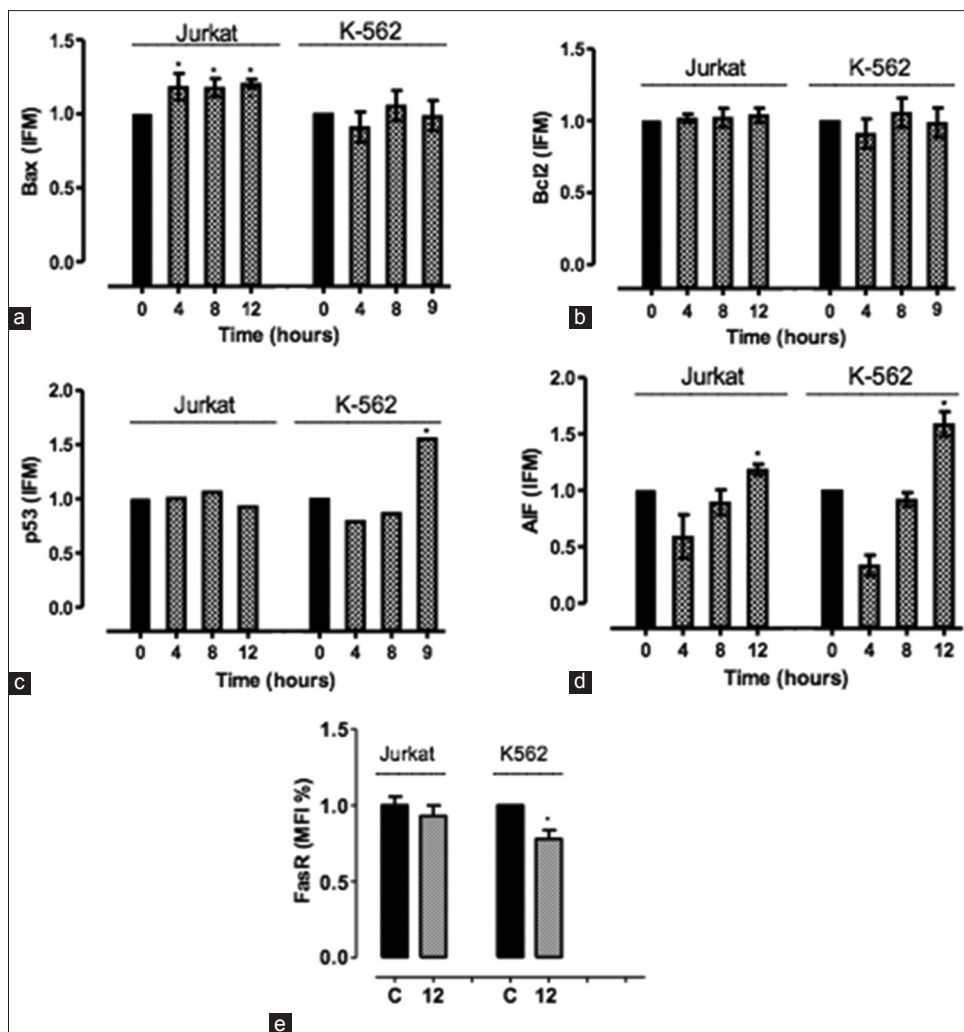 Jurkat K-562
Bax (IFM)
1.5
1.0
0.5
0.0
* * *
0 4 8 12 0 4 8 9
Time (hours)
a
Jurkat K-562
Bcl2 (IFM)
1.5
1.0
0.5
0.0
0 4 8 12 0 4 8 9
Time (hours)
b
Jurkat K-562
p53 (IFM)
2.0
1.5
1.0
0.5
0.0
*
0 4 8 12 0 4 8 9
Time (hours)
c
Jurkat K-562
AIF (IFM)
2.0
1.5
1.0
0.5
0.0
* *
0 4 8 12 0 4 8 12
Time (hours)
d
Jurkat K562
FasR (MFI %)
1.5
1.0
0.5
0.0
*
C 12 C 12
e